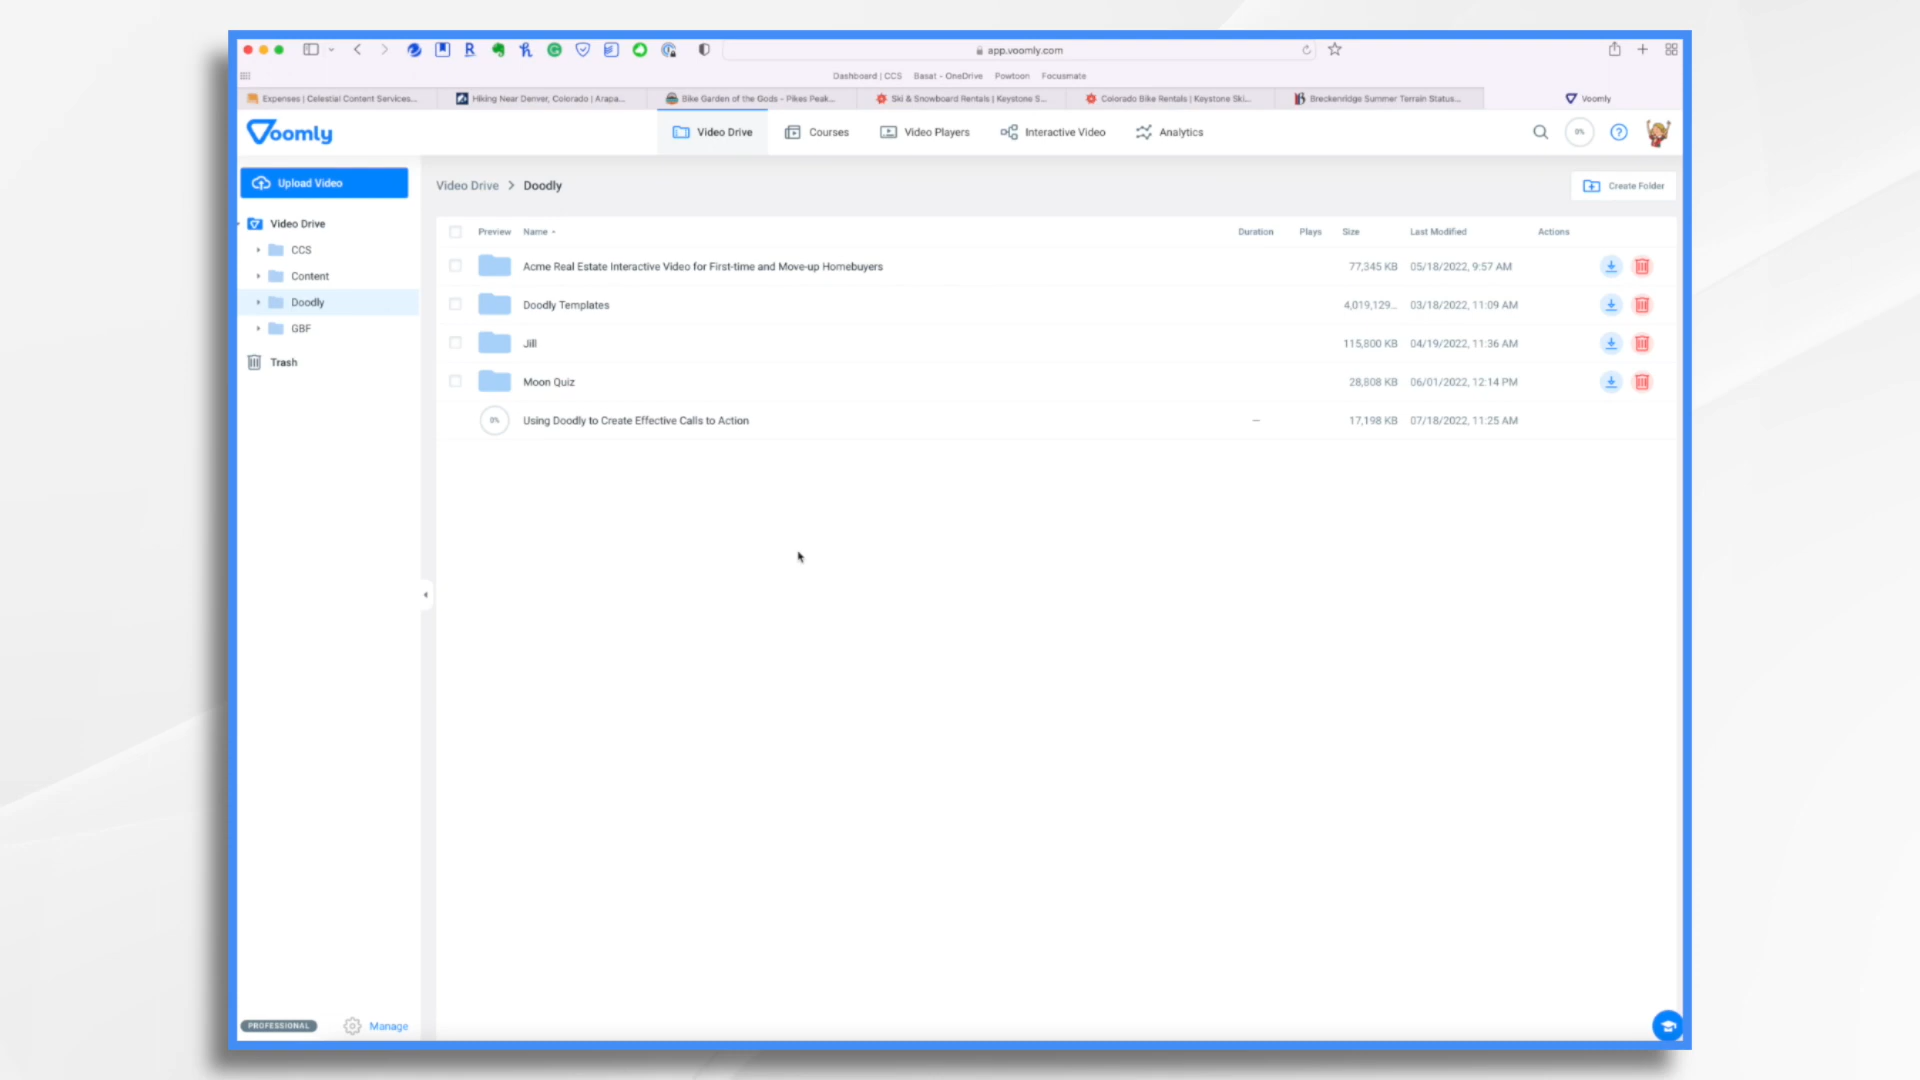 app.voomly.com
Dashboard | CCS Basat - OneDrive Powtoon Focusmate
Expenses | Celestial Content Services... Hiking Near Denver, Colorado | Arapa... Bike Garden of the Gods - Pikes Peak... Ski & Snowboard Rentals | Keystone S... Colorado Bike Rentals | Keystone Ski... Breckenridge Summer Terrain Status... Voomly
Voomly Video Drive Courses Video Players Interactive Video Analytics 0% ?
Upload Video
Video Drive > Doodly Create Folder
Video Drive
CCS
Content
Doodly
GBF
Trash
Preview Name Duration Plays Size Last Modified Actions
Acme Real Estate Interactive Video for First-time and Move-up Homebuyers 77,345 KB 05/18/2022, 9:57 AM
Doodly Templates 4,019,129... 03/18/2022, 11:09 AM
Jill 115,800 KB 04/19/2022, 11:36 AM
Moon Quiz 28,808 KB 06/01/2022, 12:14 PM
0% Using Doodly to Create Effective Calls to Action — 17,198 KB 07/18/2022, 11:25 AM
PROFESSIONAL Manage